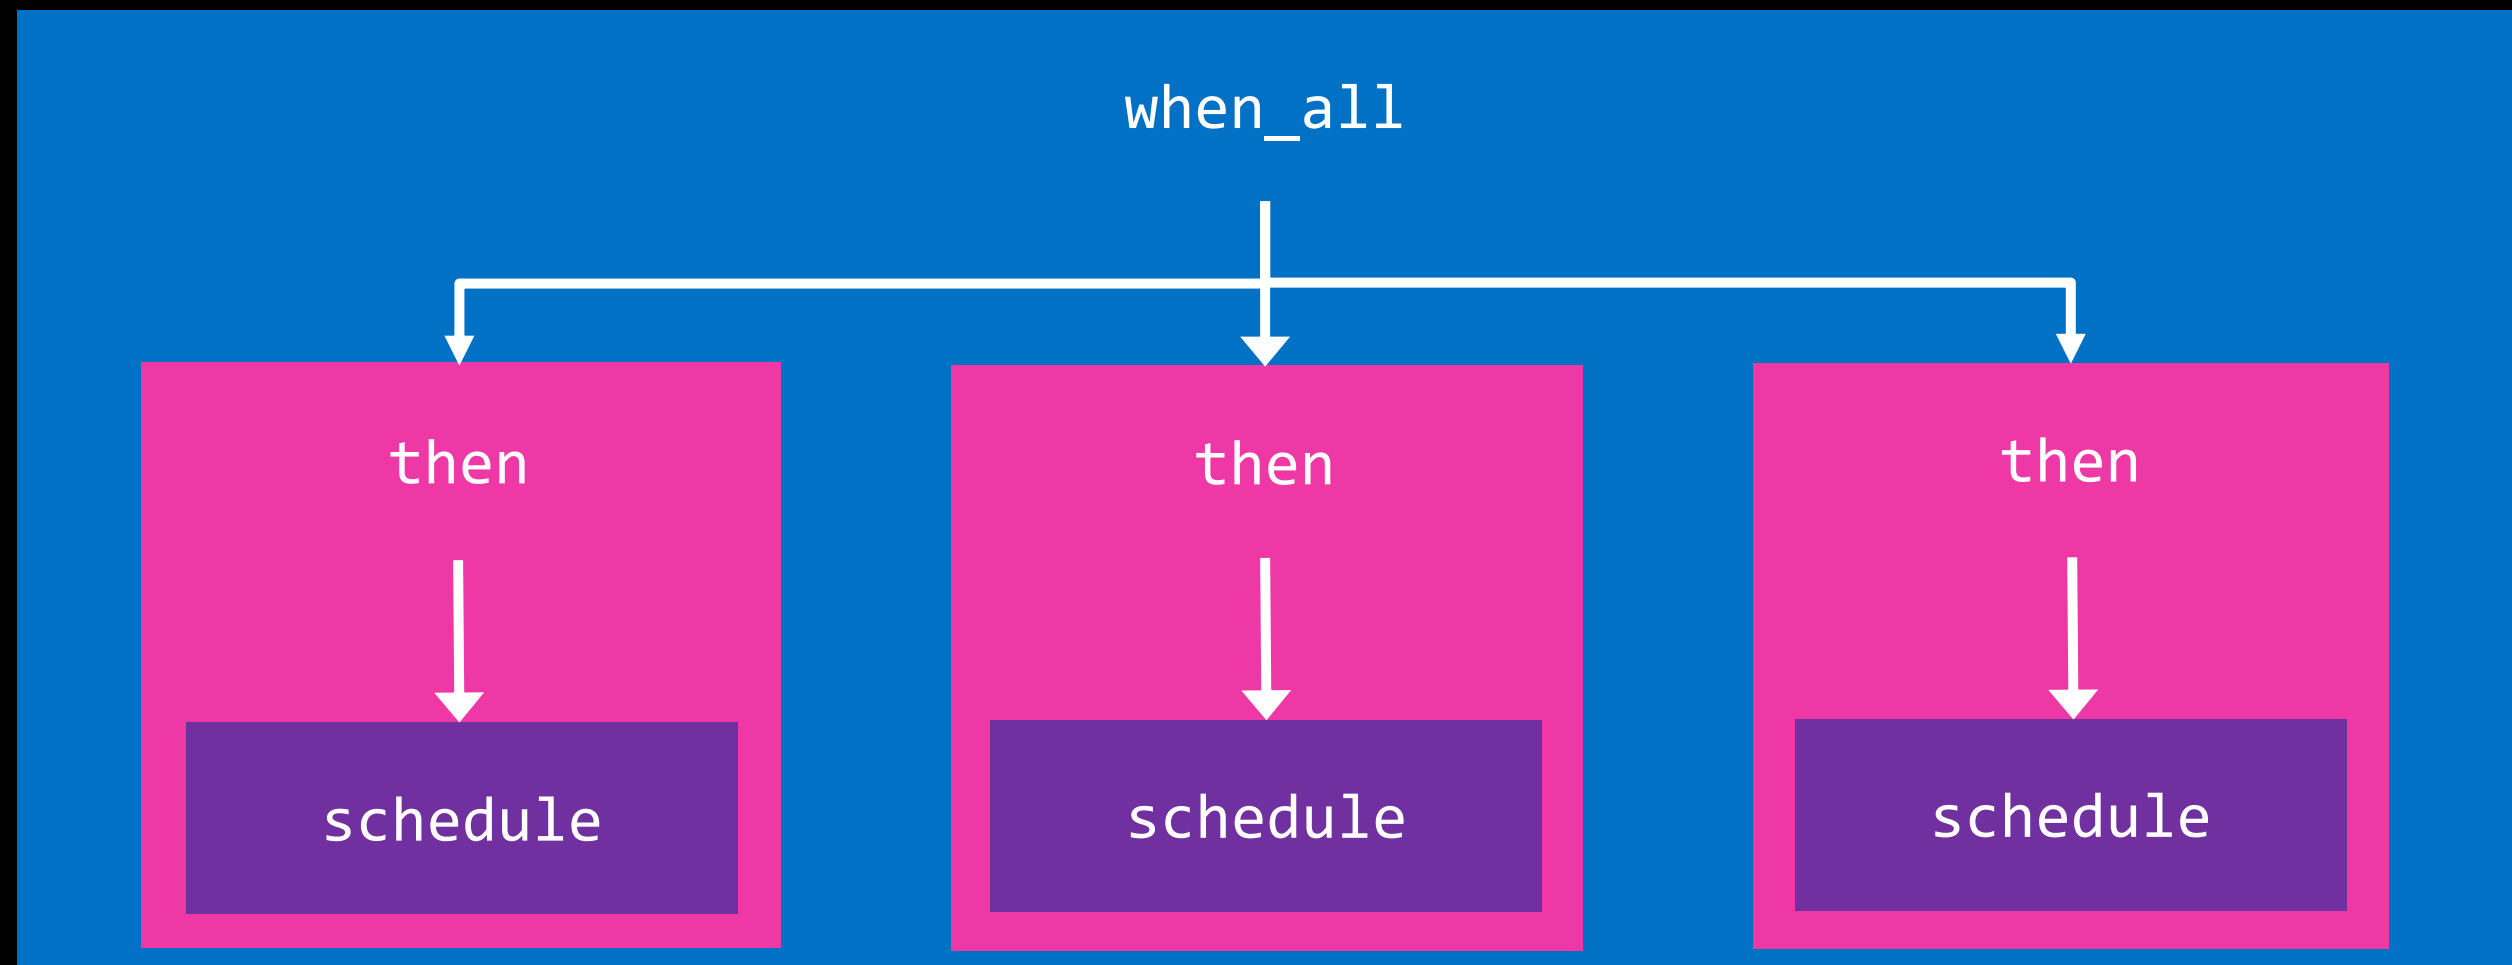 when_all
then
then
then
schedule
schedule
schedule